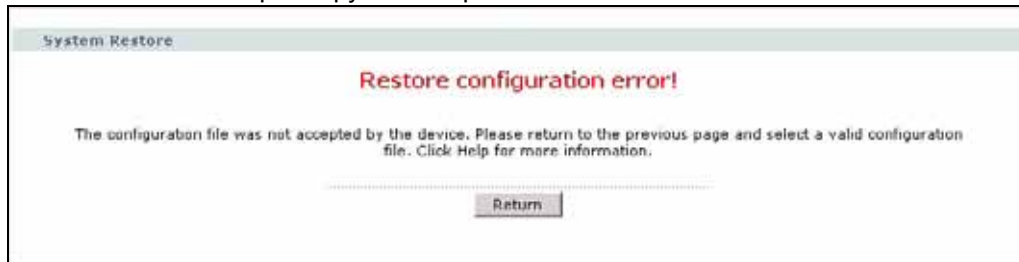 System Restore
Restore configuration error!
The configuration file was not accepted by the device. Please return to the previous page and select a valid configuration
file. Click Help for more information.
Return